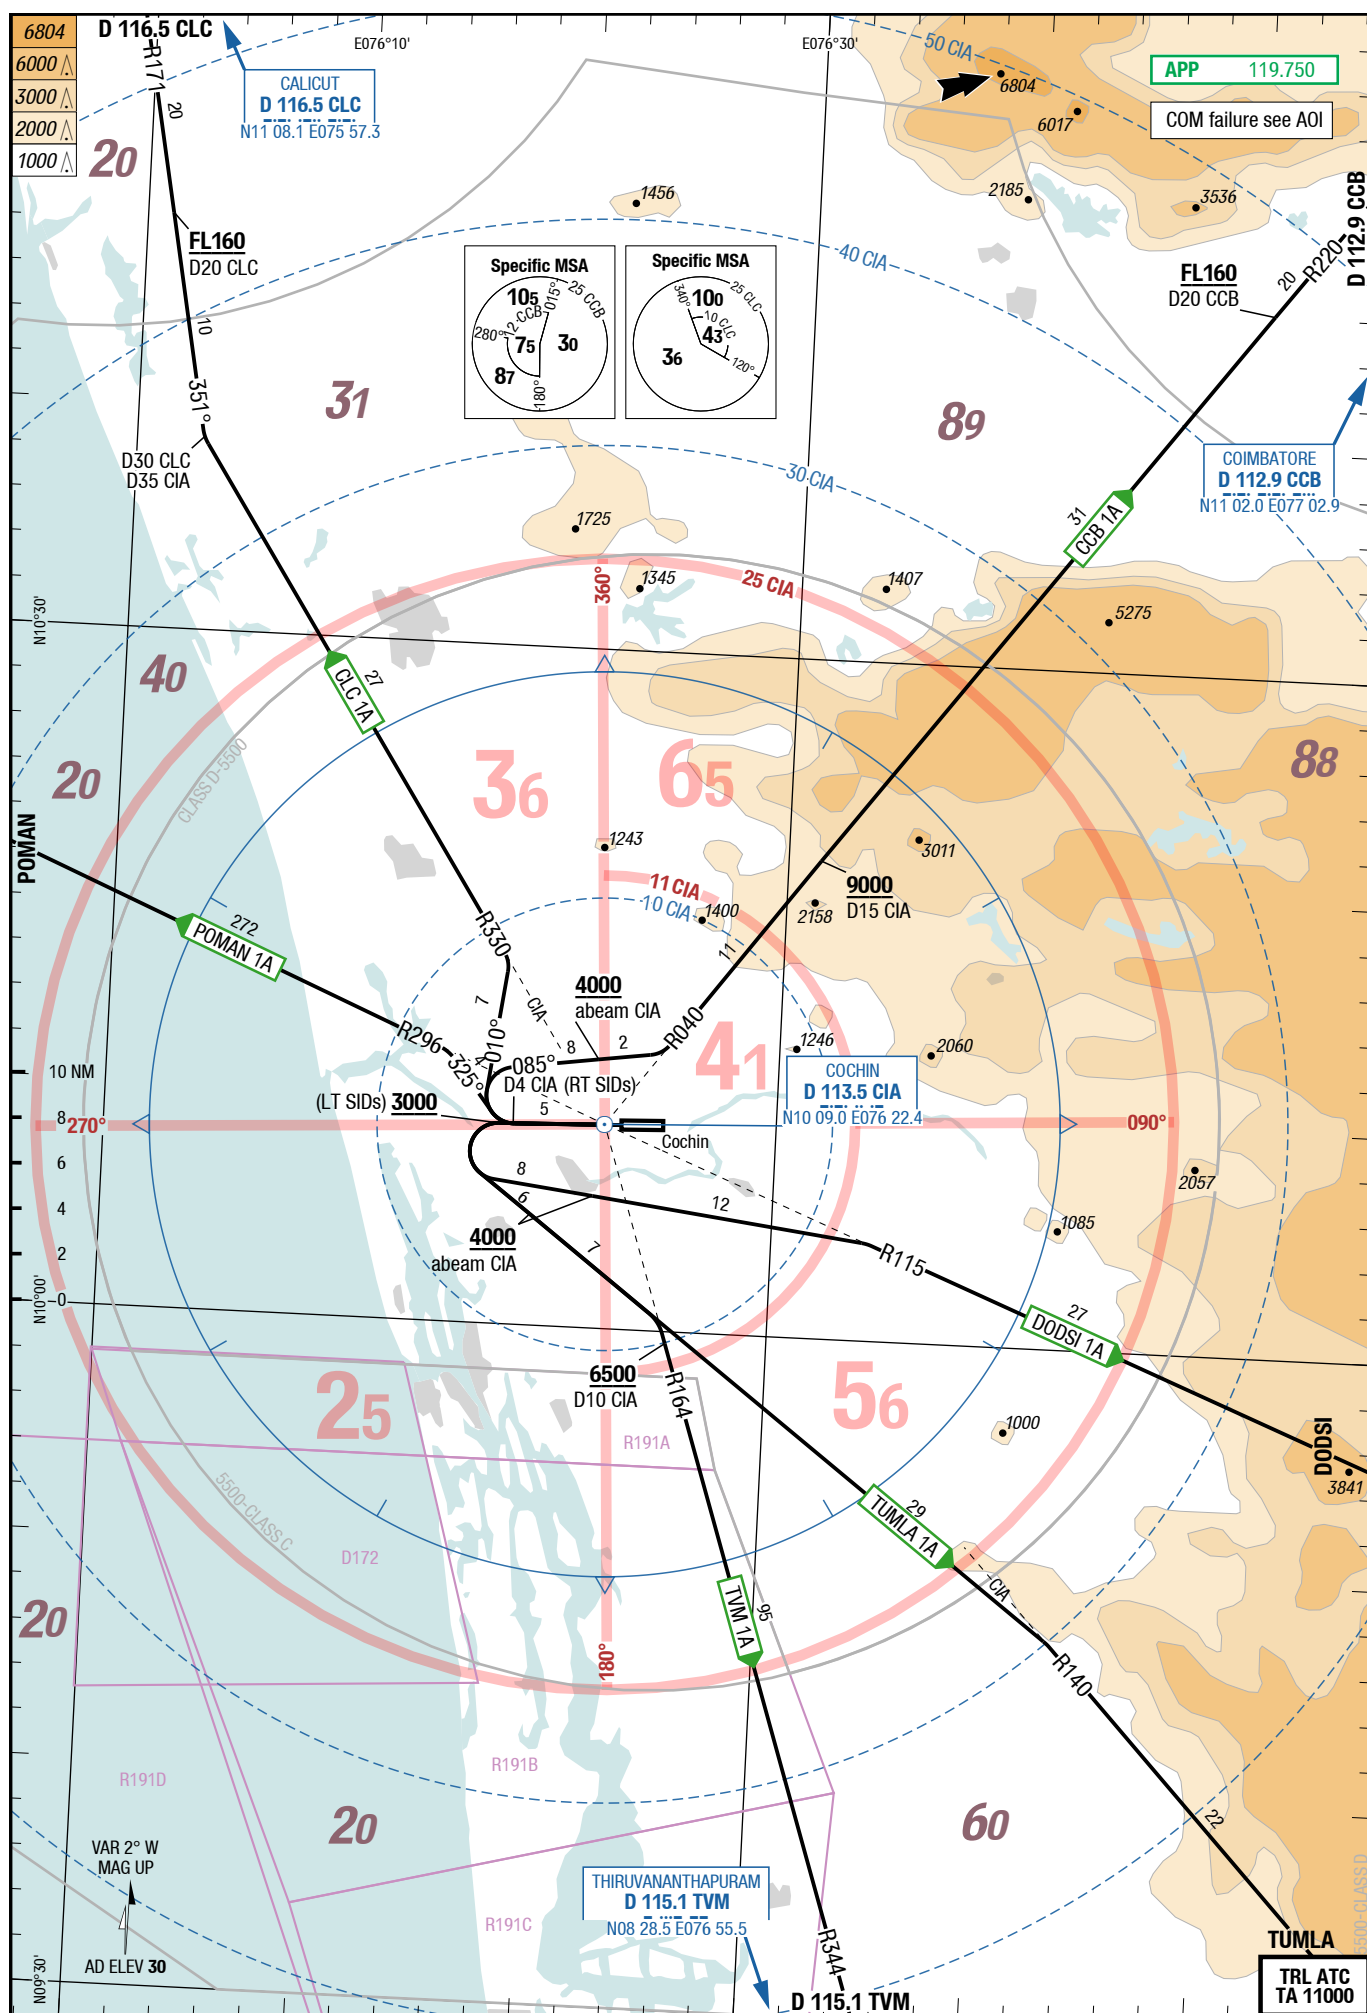 6804
6000
3000
2000
1000
D 116.5 CLC
R171
20
E076°10'
E076°30'
CALICUT
D 116.5 CLC
N11 08.1 E075 57.3
50 CIA
6804
6017
APP 119.750
COM failure see AOI
20
1456
2185
3536
FL160
D20 CLC
40 CIA
FL160
D20 CCB
20
R220
D 112.9 CCB
Specific MSA
105
015°
25 CCB
12 CCB
280°
75
30
87
180°
Specific MSA
340°
100
25 CLC
10 CLC
43
36
120°
10
351°
31
89
D30 CLC
D35 CIA
30 CIA
COIMBATORE
D 112.9 CCB
N11 02.0 E077 02.9
1725
31
CCB 1A
360°
1345
25 CIA
1407
5275
N10°30'
40
CLC 1A
27
20
CLASS D-5500
36
65
88
POMAN
1243
3011
11 CIA
10 CIA
1400
2158
9000
D15 CIA
272
POMAN 1A
R330
11
7
CIA
4000
abeam CIA
R296
4
325°
010°
085°
8
2
R040
41
1246
2060
10 NM
D4 CIA (RT SIDs)
COCHIN
D 113.5 CIA
N10 09.0 E076 22.4
(LT SIDs) 3000
5
8
270°
090°
Cochin
6
8
6
12
2057
4
4000
abeam CIA
7
1085
2
R115
N10°00'
0
27
DODSI 1A
6500
D10 CIA
R164
25
56
R191A
1000
DODSI
3841
5500-CLASS C
D172
29
TUMLA 1A
CIA
20
TVM 1A
95
180°
R140
R191D
R191B
20
60
22
VAR 2° W
MAG UP
THIRUVANANTHAPURAM
D 115.1 TVM
N08 28.5 E076 55.5
R191C
R344
5500-CLASS D
TUMLA
AD ELEV 30
N09°30'
TRL ATC
TA 11000
D 115.1 TVM